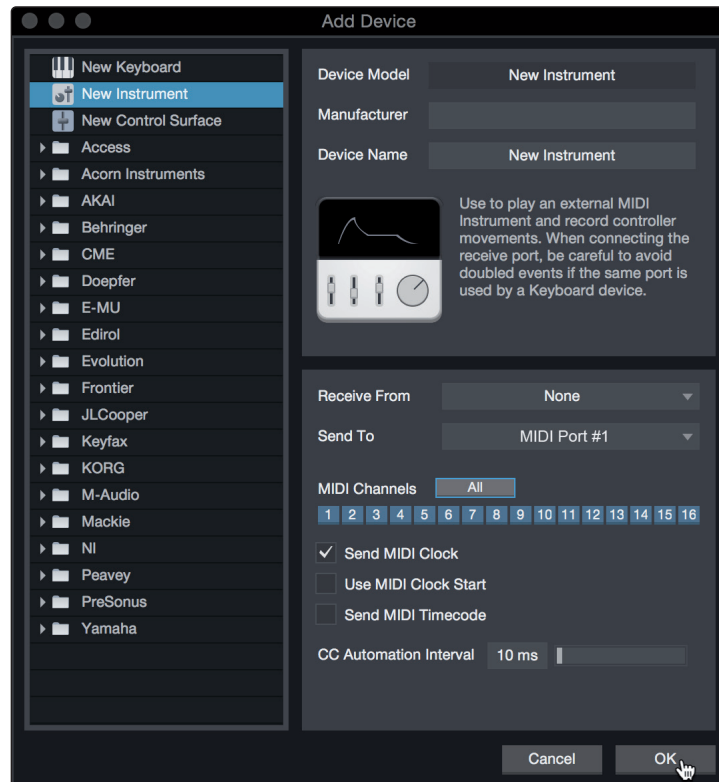 Add Device
New Keyboard
New Instrument
New Control Surface
Access
Acorn Instruments
AKAI
Behringer
CME
Doepfer
E-MU
Edirol
Evolution
Frontier
JLCooper
Keyfax
KORG
M-Audio
Mackie
NI
Peavey
PreSonus
Yamaha
Device Model New Instrument
Manufacturer
Device Name New Instrument
Use to play an external MIDI
Instrument and record controller
movements. When connecting the
receive port, be careful to avoid
doubled events if the same port is
used by a Keyboard device.
Receive From None
Send To MIDI Port #1
MIDI Channels All
1 2 3 4 5 6 7 8 9 10 11 12 13 14 15 16
Send MIDI Clock
Use MIDI Clock Start
Send MIDI Timecode
CC Automation Interval 10 ms
Cancel OK